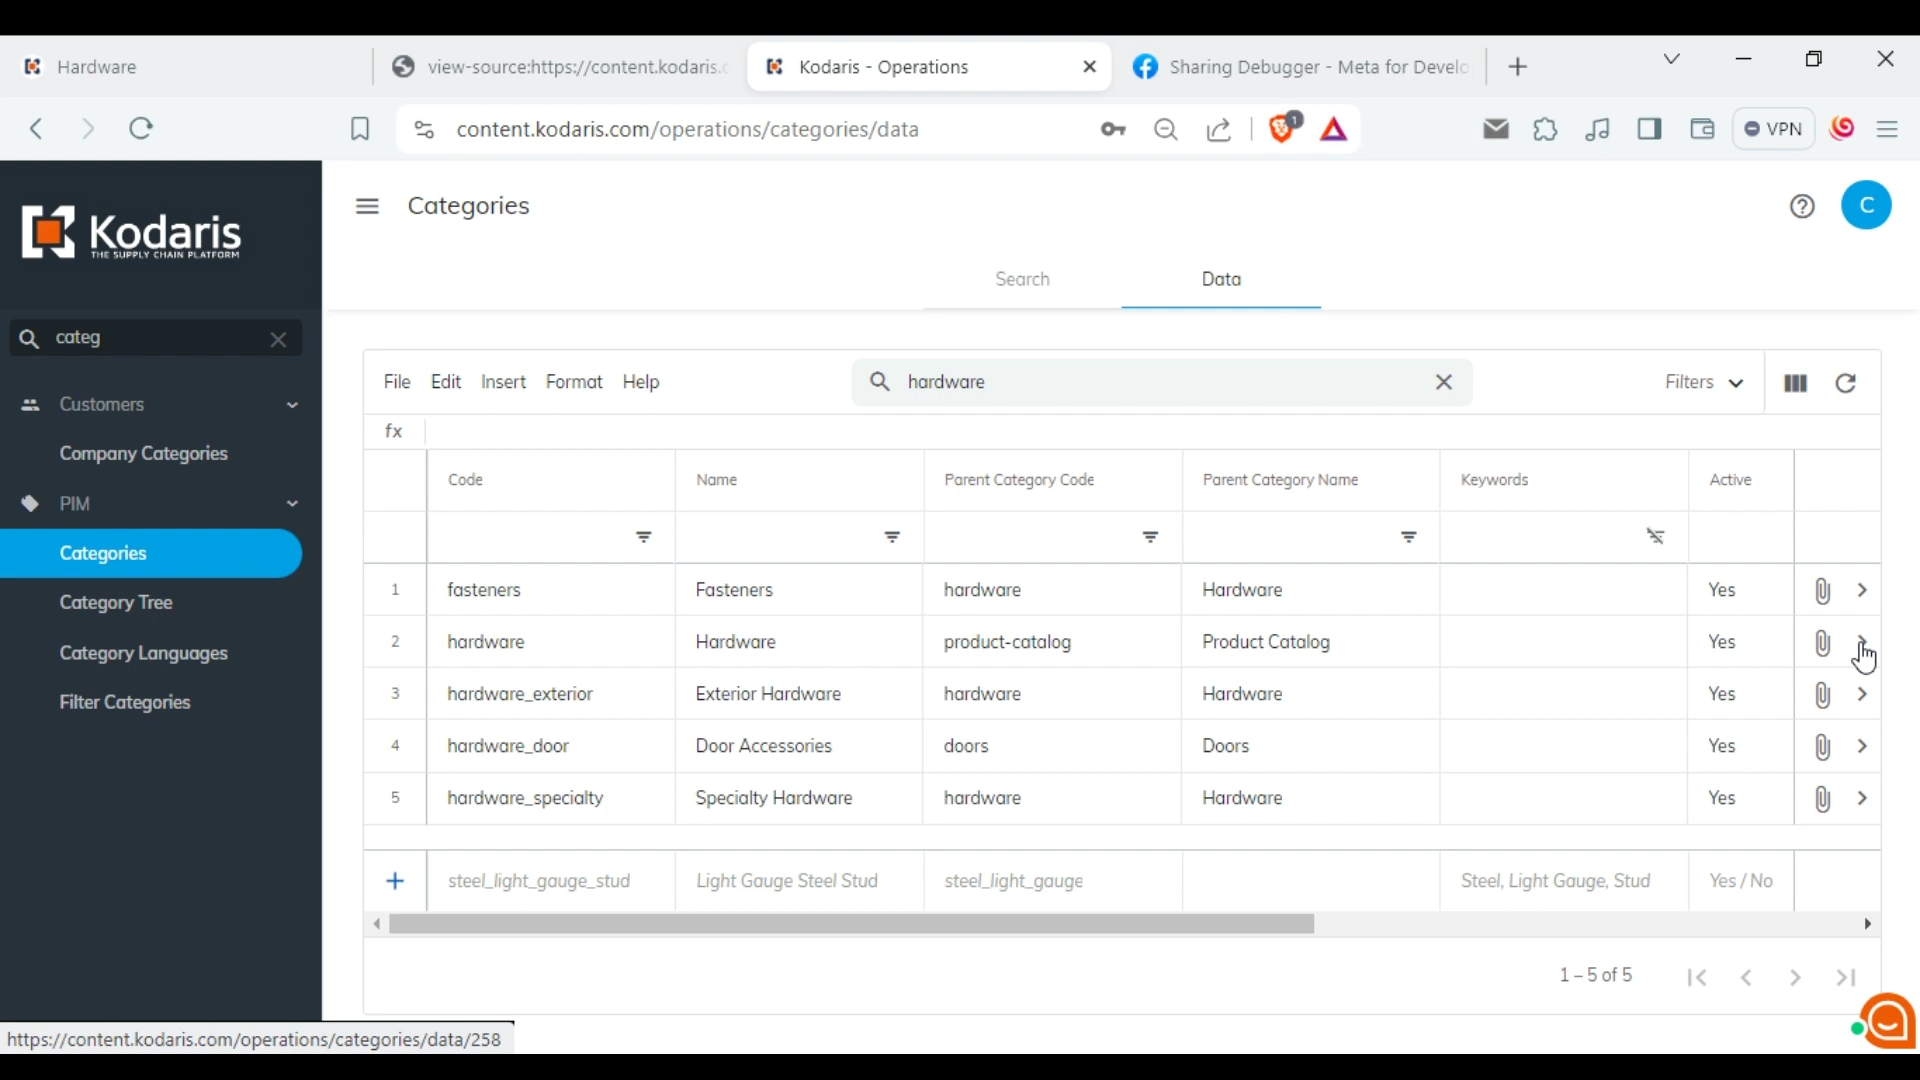 Hardware
view-source:https://content.kodaris.c
Kodaris - Operations
Sharing Debugger - Meta for Develo
content.kodaris.com/operations/categories/data
1
VPN
Kodaris
THE SUPPLY CHAIN PLATFORM
Categories
C
Search
Data
categ
Customers
Company Categories
PIM
Categories
Category Tree
Category Languages
Filter Categories
File Edit Insert Format Help
hardware
Filters
fx
Code Name Parent Category Code Parent Category Name Keywords Active
1 fasteners Fasteners hardware Hardware Yes
2 hardware Hardware product-catalog Product Catalog Yes
3 hardware_exterior Exterior Hardware hardware Hardware Yes
4 hardware_door Door Accessories doors Doors Yes
5 hardware_specialty Specialty Hardware hardware Hardware Yes
+ steel_light_gauge_stud Light Gauge Steel Stud steel_light_gauge Steel, Light Gauge, Stud Yes / No
1 – 5 of 5
https://content.kodaris.com/operations/categories/data/258